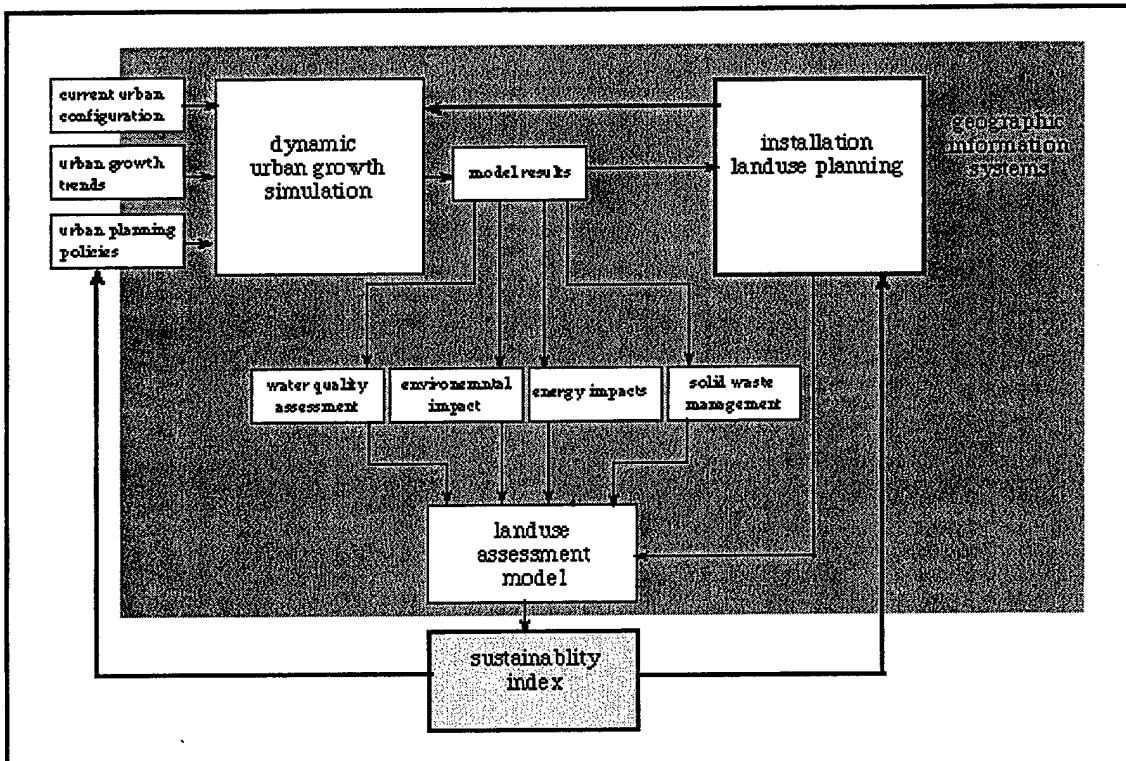 current urban
configuration
urban growth
trends
urban planning
policies
dynamic
urban growth
simulation
model results
installation
landuse planning
geographic
information
systems
water quality
assessment
environemntal
impact
energy impacts
solid waste
management
landuse
assessment
model
sustainablity
index